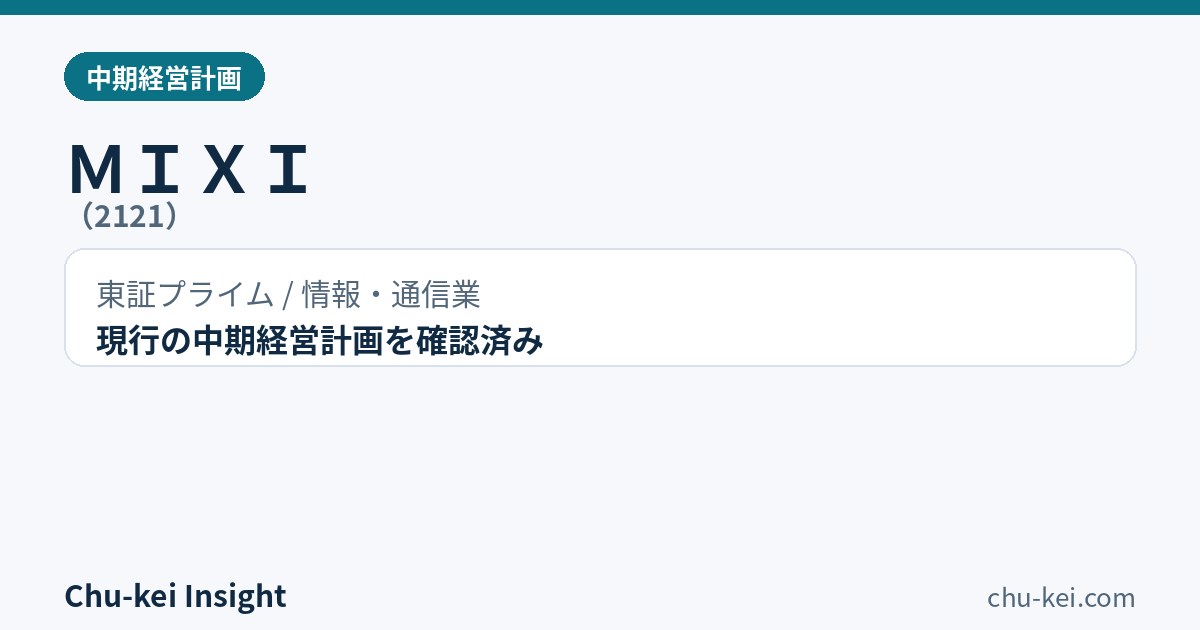 中期経営計画
ＭＩＸＩ
（2121）
東証プライム / 情報・通信業
現行の中期経営計画を確認済み
Chu-kei Insight
chu-kei.com